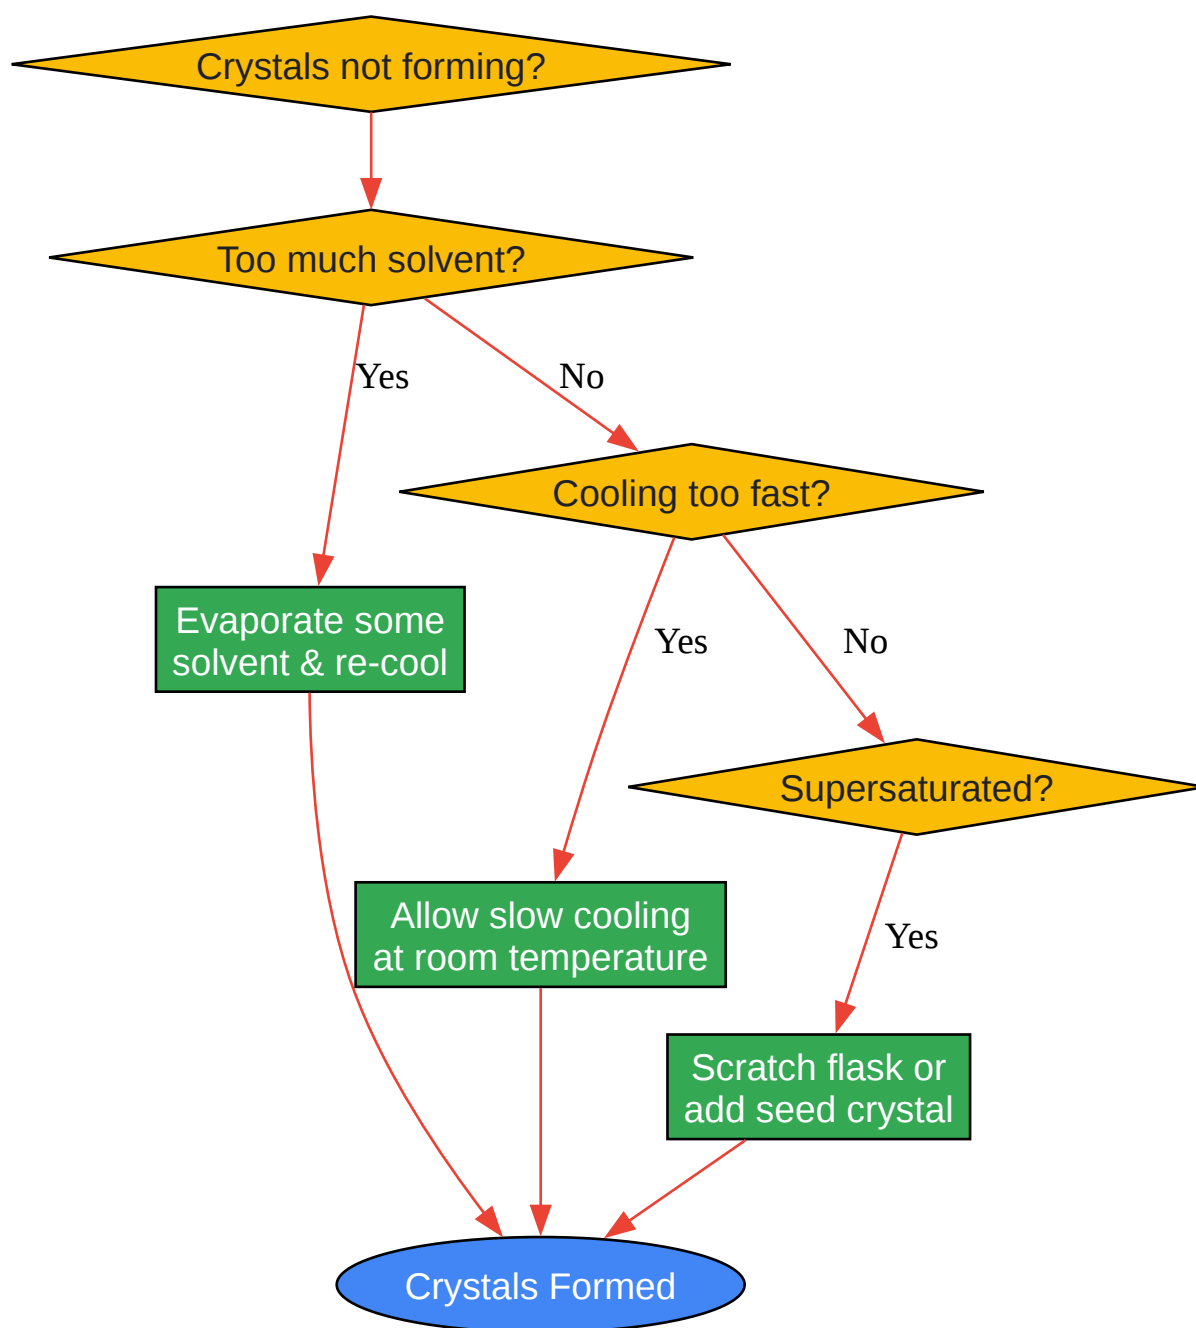 Crystals not forming?
Too much solvent?
Yes
No
Cooling too fast?
Evaporate some
solvent & re-cool
Yes
No
Supersaturated?
Allow slow cooling
at room temperature
Yes
Scratch flask or
add seed crystal
Crystals Formed